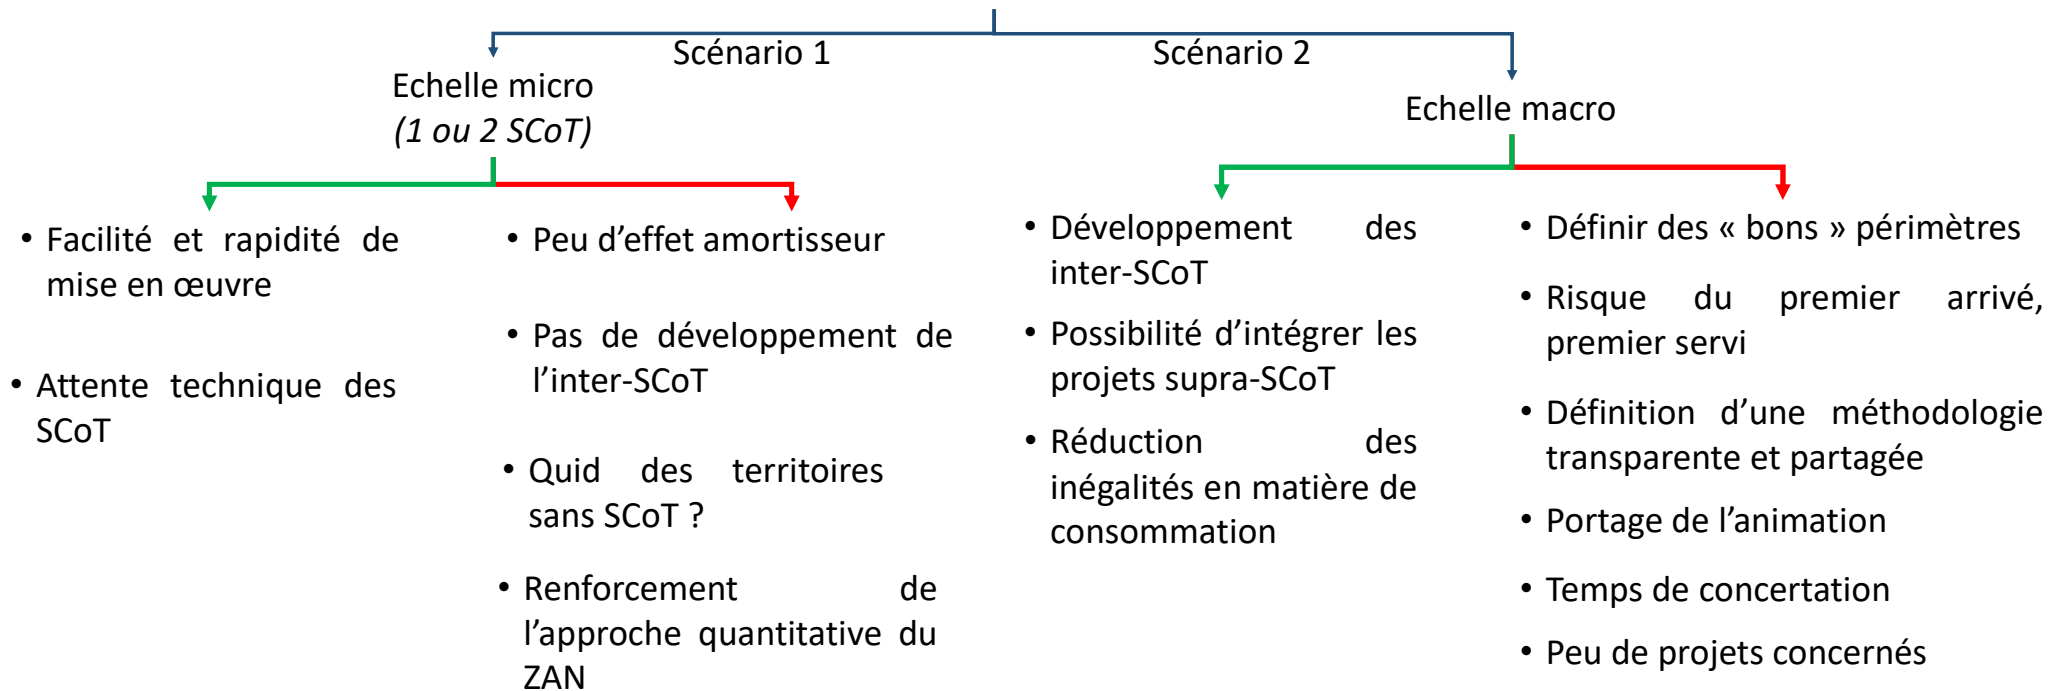 Scénario 1
Scénario 2
Echelle micro
(1 ou 2 SCoT)
Echelle macro
• Facilité et rapidité de
mise en œuvre
• Attente technique des
SCoT
• Peu d'effet amortisseur
• Pas de développement de
l'inter-SCoT
• Quid des territoires
sans SCoT ?
• Renforcement de
l'approche quantitative du
ZAN
• Développement des
inter-SCoT
• Possibilité d'intégrer les
projets supra-SCoT
• Réduction des
inégalités en matière de
consommation
• Définir des « bons » périmètres
• Risque du premier arrivé,
premier servi
• Définition d'une méthodologie
transparente et partagée
• Portage de l'animation
• Temps de concertation
• Peu de projets concernés